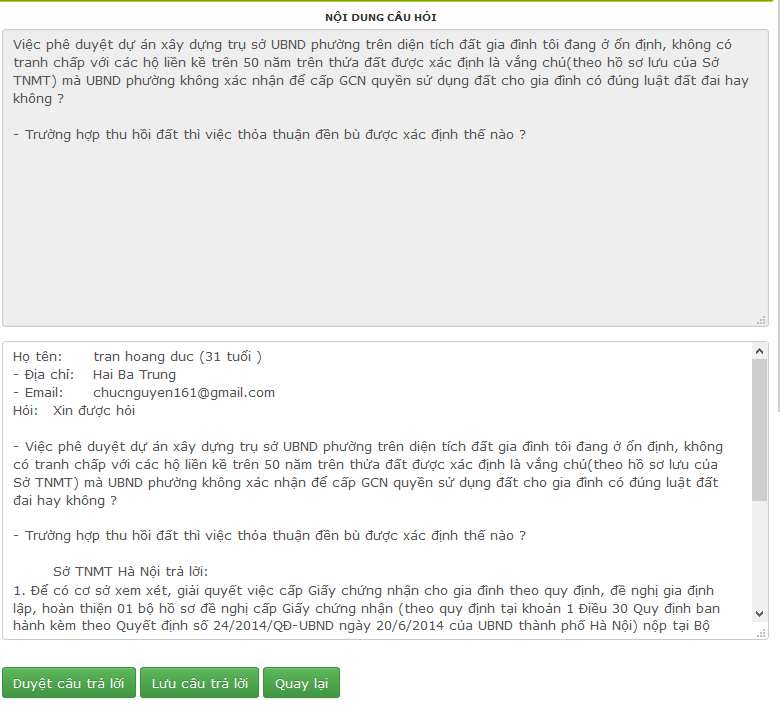 NỘI DUNG CÂU HỎI
Việc phê duyệt dự án xây dựng trụ sở UBND phường trên diện tích đất gia đình tôi đang ở ổn định, không có
tranh chấp với các hộ liền kề trên 50 năm trên thửa đất được xác định là vắng chủ(theo hồ sơ lưu của Sở
TNMT) mà UBND phường không xác nhận để cấp GCN quyền sử dụng đất cho gia đình có đúng luật đất đai hay
không ?
- Trường hợp thu hồi đất thì việc thỏa thuận đền bù được xác định thế nào ?
Họ tên: tran hoang duc (31 tuổi )
- Địa chỉ: Hai Ba Trung
- Email: chucnguyen161@gmail.com
Hỏi: Xin được hỏi
- Việc phê duyệt dự án xây dựng trụ sở UBND phường trên diện tích đất gia đình tôi đang ở ổn định, không
có tranh chấp với các hộ liền kề trên 50 năm trên thửa đất được xác định là vắng chủ(theo hồ sơ lưu của
Sở TNMT) mà UBND phường không xác nhận để cấp GCN quyền sử dụng đất cho gia đình có đúng luật đất
đai hay không ?
- Trường hợp thu hồi đất thì việc thỏa thuận đền bù được xác định thế nào ?
Sở TNMT Hà Nội trả lời:
1. Để có cơ sở xem xét, giải quyết việc cấp Giấy chứng nhận cho gia đình theo quy định, đề nghị gia định
lập, hoàn thiện 01 bộ hồ sơ đề nghị cấp Giấy chứng nhận (theo quy định tại khoản 1 Điều 30 Quy định ban
hành kèm theo Quyết định số 24/2014/QĐ-UBND ngày 20/6/2014 của UBND thành phố Hà Nội) nộp tại Bộ
Duyệt câu trả lời Lưu câu trả lời Quay lại